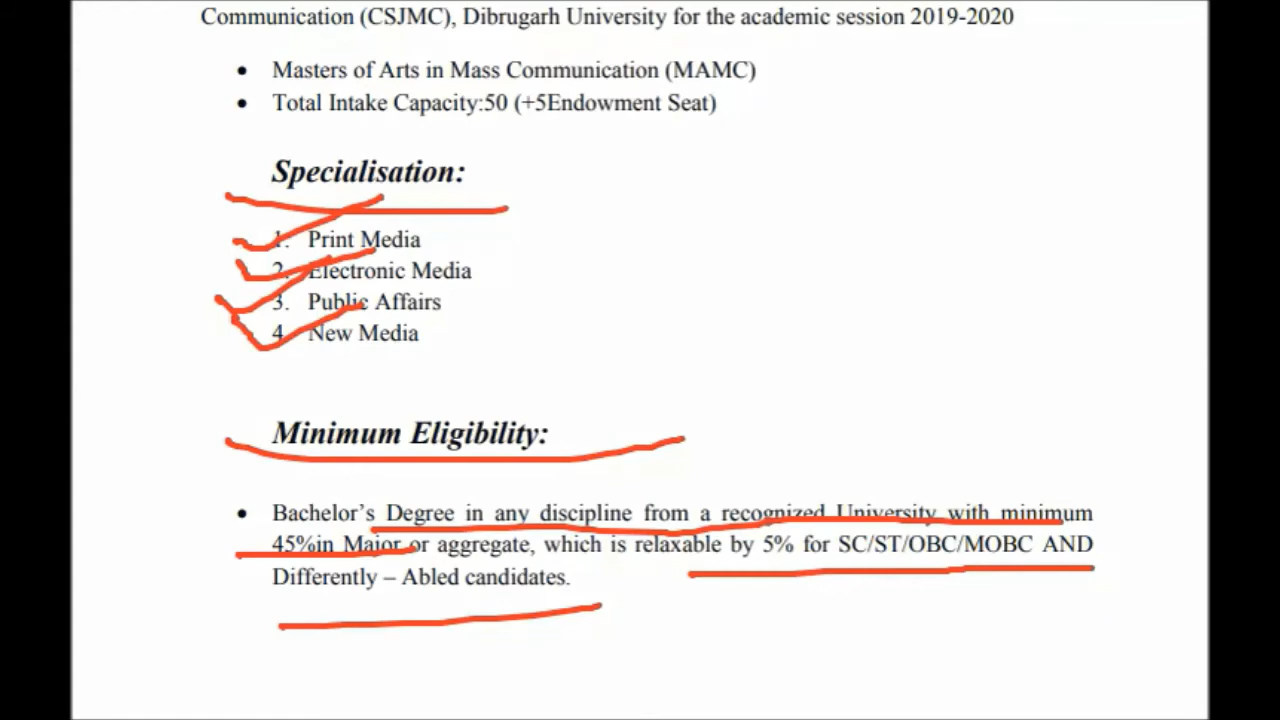 Communication (CSJMC), Dibrugarh University for the academic session 2019-2020
• Masters of Arts in Mass Communication (MAMC)
• Total Intake Capacity:50 (+5Endowment Seat)
Specialisation:
1. Print Media
2. Electronic Media
3. Public Affairs
4. New Media
Minimum Eligibility:
• Bachelor’s Degree in any discipline from a recognized University with minimum
45%in Major or aggregate, which is relaxable by 5% for SC/ST/OBC/MOBC AND
Differently – Abled candidates.